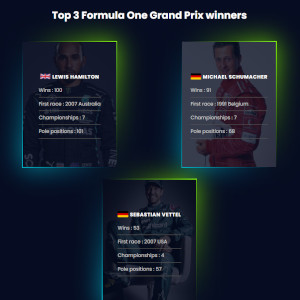 Top 3 Formula One Grand Prix winners
LEWIS HAMILTON
Wins : 100
First race : 2007 Australia
Championships : 7
Pole positions : 101
MICHAEL SCHUMACHER
Wins : 91
First race : 1991 Belgium
Championships : 7
Pole positions : 68
SEBASTIAN VETTEL
Wins : 53
First race : 2007 USA
Championships : 4
Pole positions : 57